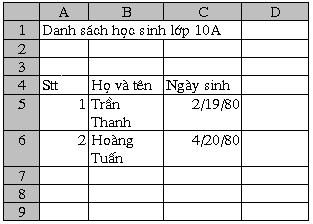 A B C D
1 Danh sách học sinh lớp 10A
2
3
4 Stt Họ và tên Ngày sinh
5 1 Trần 2/19/80
Thanh
6 2 Hoàng 4/20/80
Tuấn
7
8
9